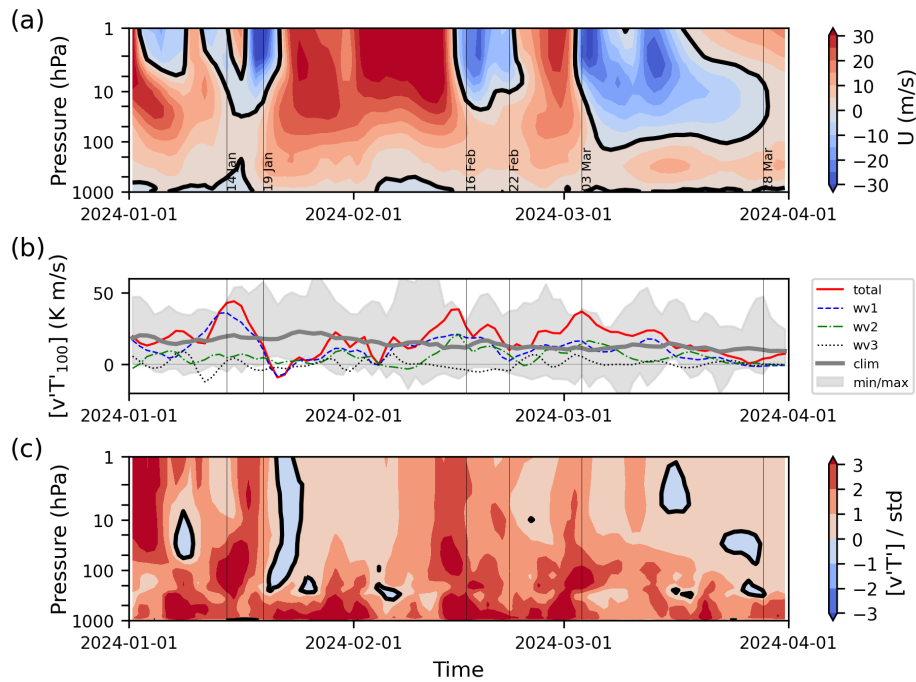 (a)
Pressure (hPa)
1
10
100
1000
14 Jan
19 Jan
16 Feb
22 Feb
03 Mar
28 Mar
2024-01-01
2024-02-01
2024-03-01
2024-04-01
30
20
10
0
−10
−20
−30
U (m/s)
(b)
[v'T'100] (K m/s)
50
0
2024-01-01
2024-02-01
2024-03-01
2024-04-01
total
wv1
wv2
wv3
clim
min/max
(c)
Pressure (hPa)
1
10
100
1000
2024-01-01
2024-02-01
2024-03-01
2024-04-01
Time
3
2
1
0
−1
−2
−3
[v'T'] / std